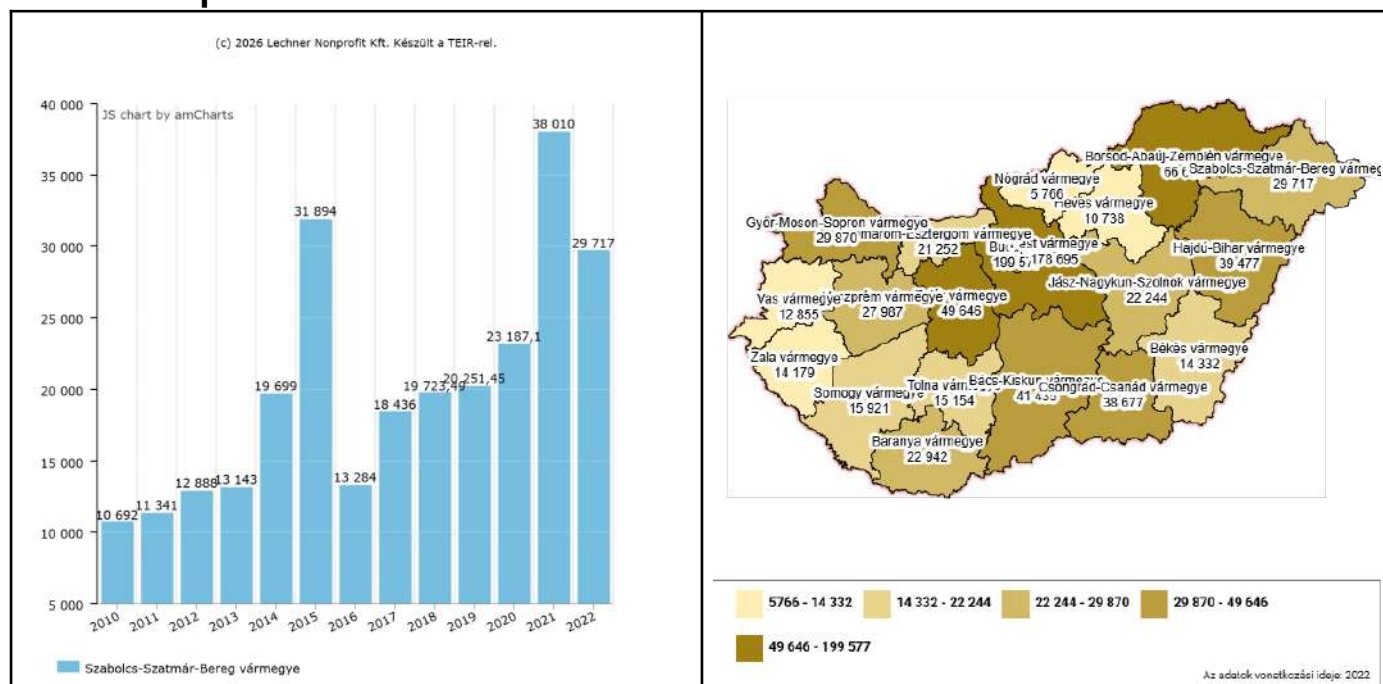 (c) 2026 Lechner Nonprofit Kft. Készült a TEIR-rel.
JS chart by amCharts
40 000
35 000
30 000
25 000
20 000
15 000
10 000
5 000
10 692
11 341
12 888
13 143
19 699
31 894
13 284
18 436
19 723,49
20 251,45
23 187,1
38 010
29 717
2010
2011
2012
2013
2014
2015
2016
2017
2018
2019
2020
2021
2022
Szabolcs-Szatmár-Bereg vármegye
Borsod-Abaúj-Zemplén vármegye
66
Szabolcs-Szatmár-Bereg
29 717
Nógrád vármegye
5 766
Heves vármegye
10 738
Győr-Moson-Sopron vármegye
29 870
vármegye
21 252
vármegye
178 695
Hajdú-Bihar vármegye
39 477
Jász-Nagykun-Szolnok vármegye
22 244
Vas vármegye
12 855
vármegye
27 987
vármegye
49 646
Békés vármegye
14 332
Zala vármegye
14 179
Somogy vármegye
15 921
Tolna
15 154
Bács-Kiskun
Csongrád-Csanád vármegye
38 677
Baranya vármegye
22 942
5766 - 14 332
14 332 - 22 244
22 244 - 29 870
29 870 - 49 646
49 646 - 199 577
Az adatok vonatkozási ideje: 2022